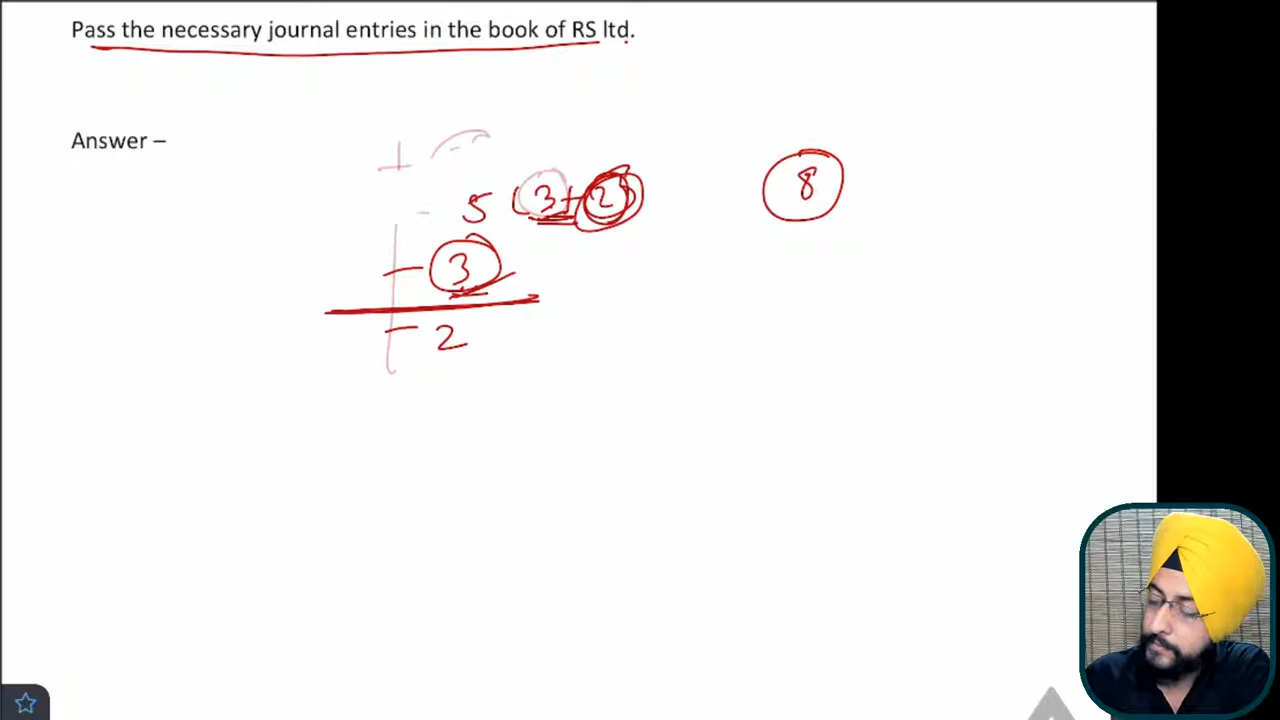 Pass the necessary journal entries in the book of RS ltd.
Answer –
5 (3+2) 8
- 3
- 2